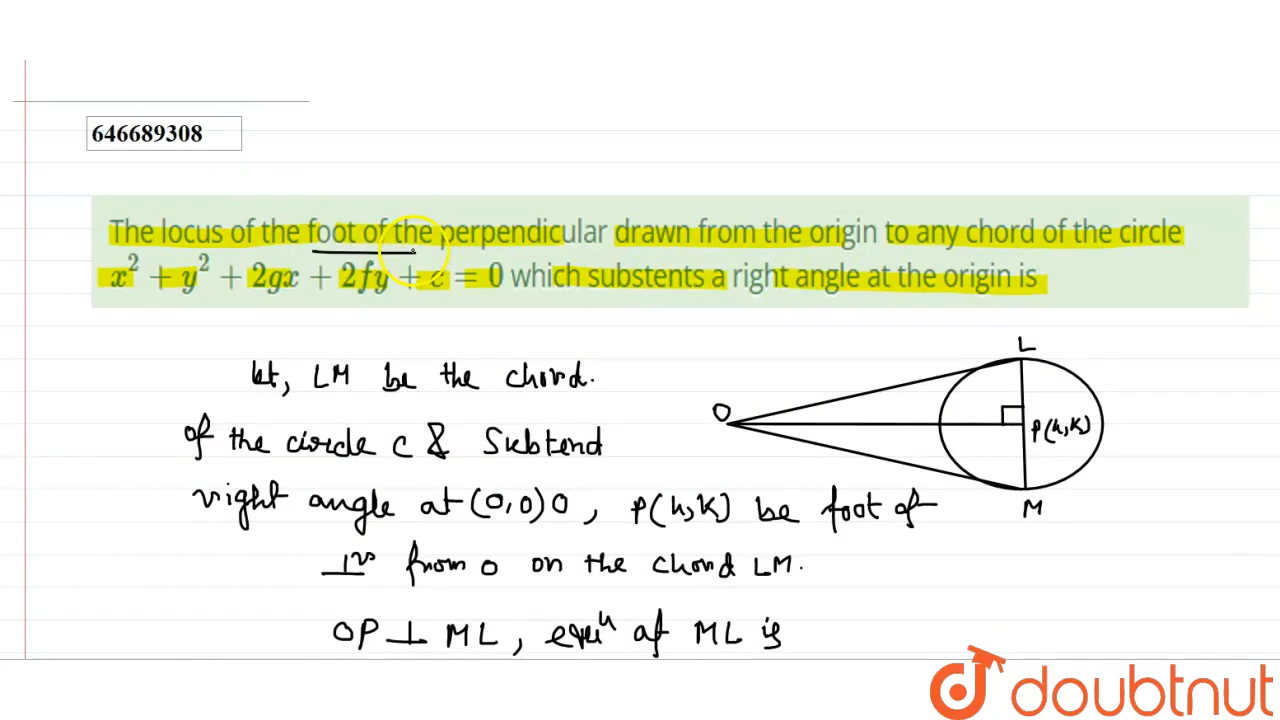 646689308
The locus of the foot of the perpendicular drawn from the origin to any chord of the circle
x² + y² + 2gx + 2fy + c = 0 which substents a right angle at the origin is
let, LM be the chord.
of the circle C & Subtend
right angle at (0,0) O, P(h,k) be foot of
⊥r from O on the chord LM.
OP ⊥ ML, equⁿ of ML is
L
O
P(h,k)
M
doubtnut